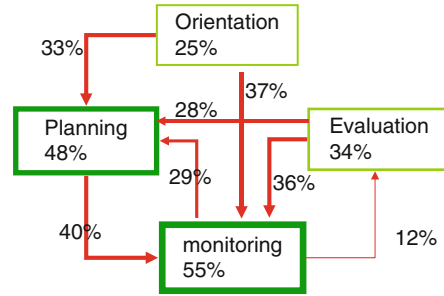 Orientation
25%
33%
37%
28%
Planning
48%
Evaluation
34%
29%
36%
40%
monitoring
55%
12%